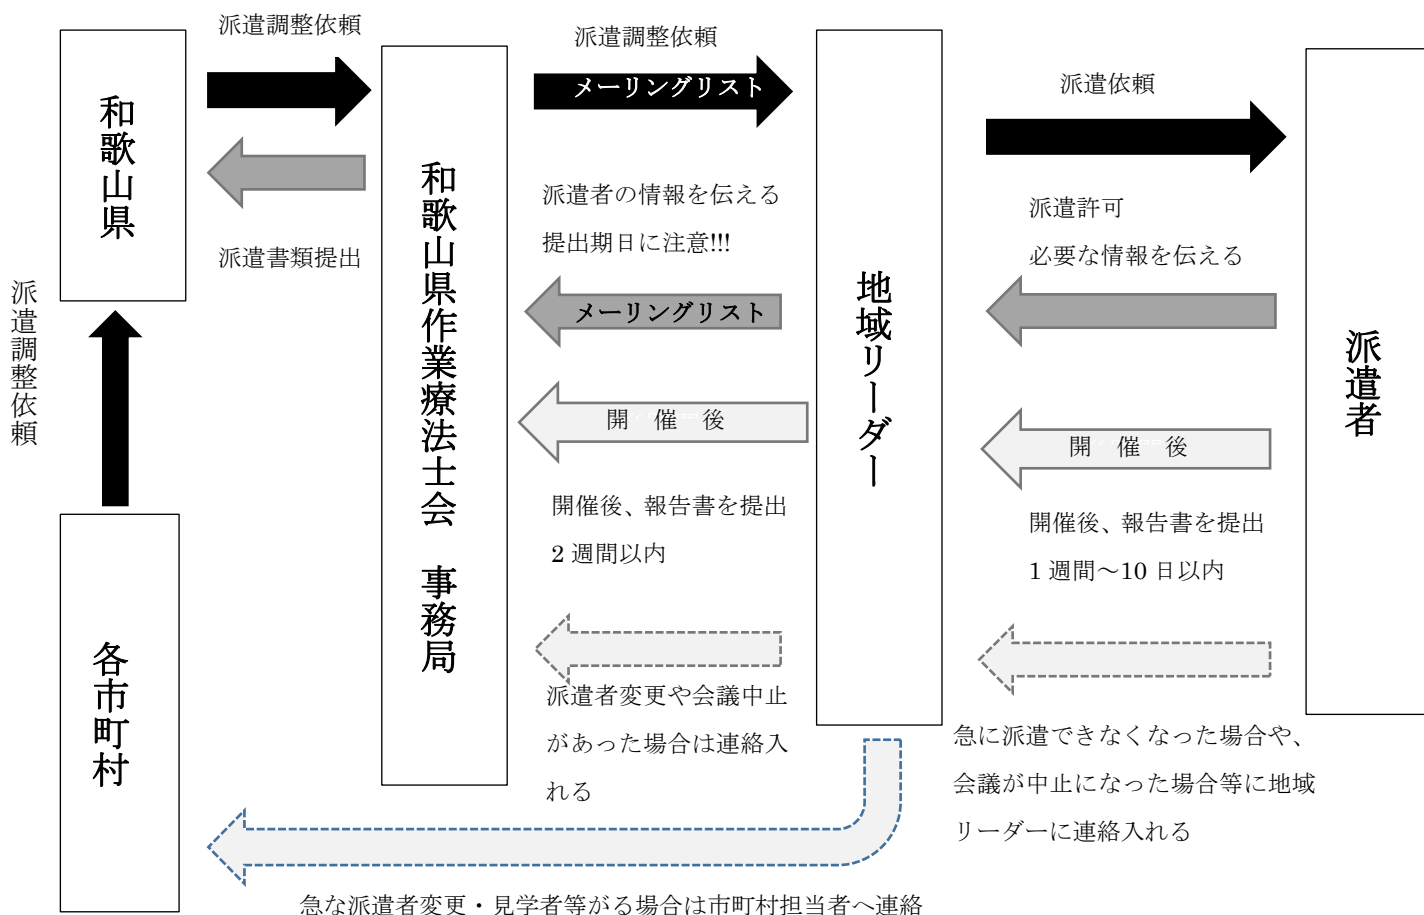 派遣調整依頼
派遣調整依頼
メーリングリスト
派遣依頼
和歌山県
和歌山県作業療法士会　事務局
派遣者の情報を伝える
提出期日に注意!!!
派遣許可
必要な情報を伝える
派遣書類提出
地域リーダー
派遣者
派遣調整依頼
メーリングリスト
開 催 後
開 催 後
開催後、報告書を提出
2 週間以内
開催後、報告書を提出
1 週間～10 日以内
各市町村
派遣者変更や会議中止
があった場合は連絡入
れる
急に派遣できなくなった場合や、
会議が中止になった場合等に地域
リーダーに連絡入れる
急な派遣者変更・見学者等がる場合は市町村担当者へ連絡